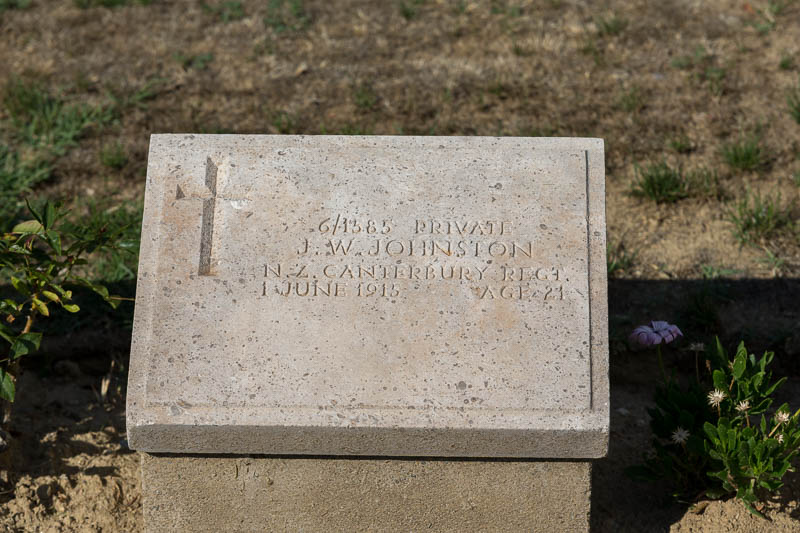 6/1585 PRIVATE
J. W. JOHNSTON
N. Z. CANTERBURY REGT.
1 JUNE 1915 AGE 21